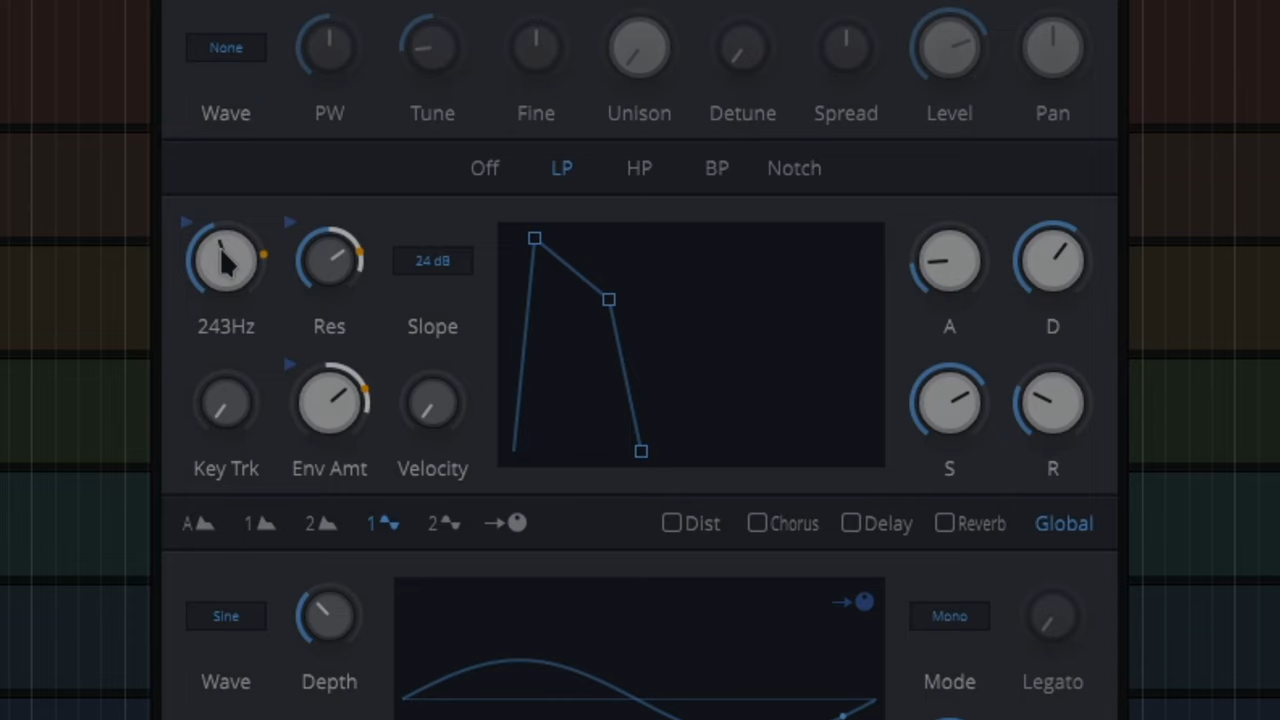 None
Wave PW Tune Fine Unison Detune Spread Level Pan
Off LP HP BP Notch
24 dB
243Hz Res Slope A D
Key Trk Env Amt Velocity S R
A 1 2 1 2 Dist Chorus Delay Reverb Global
Sine Mono
Wave Depth Mode Legato